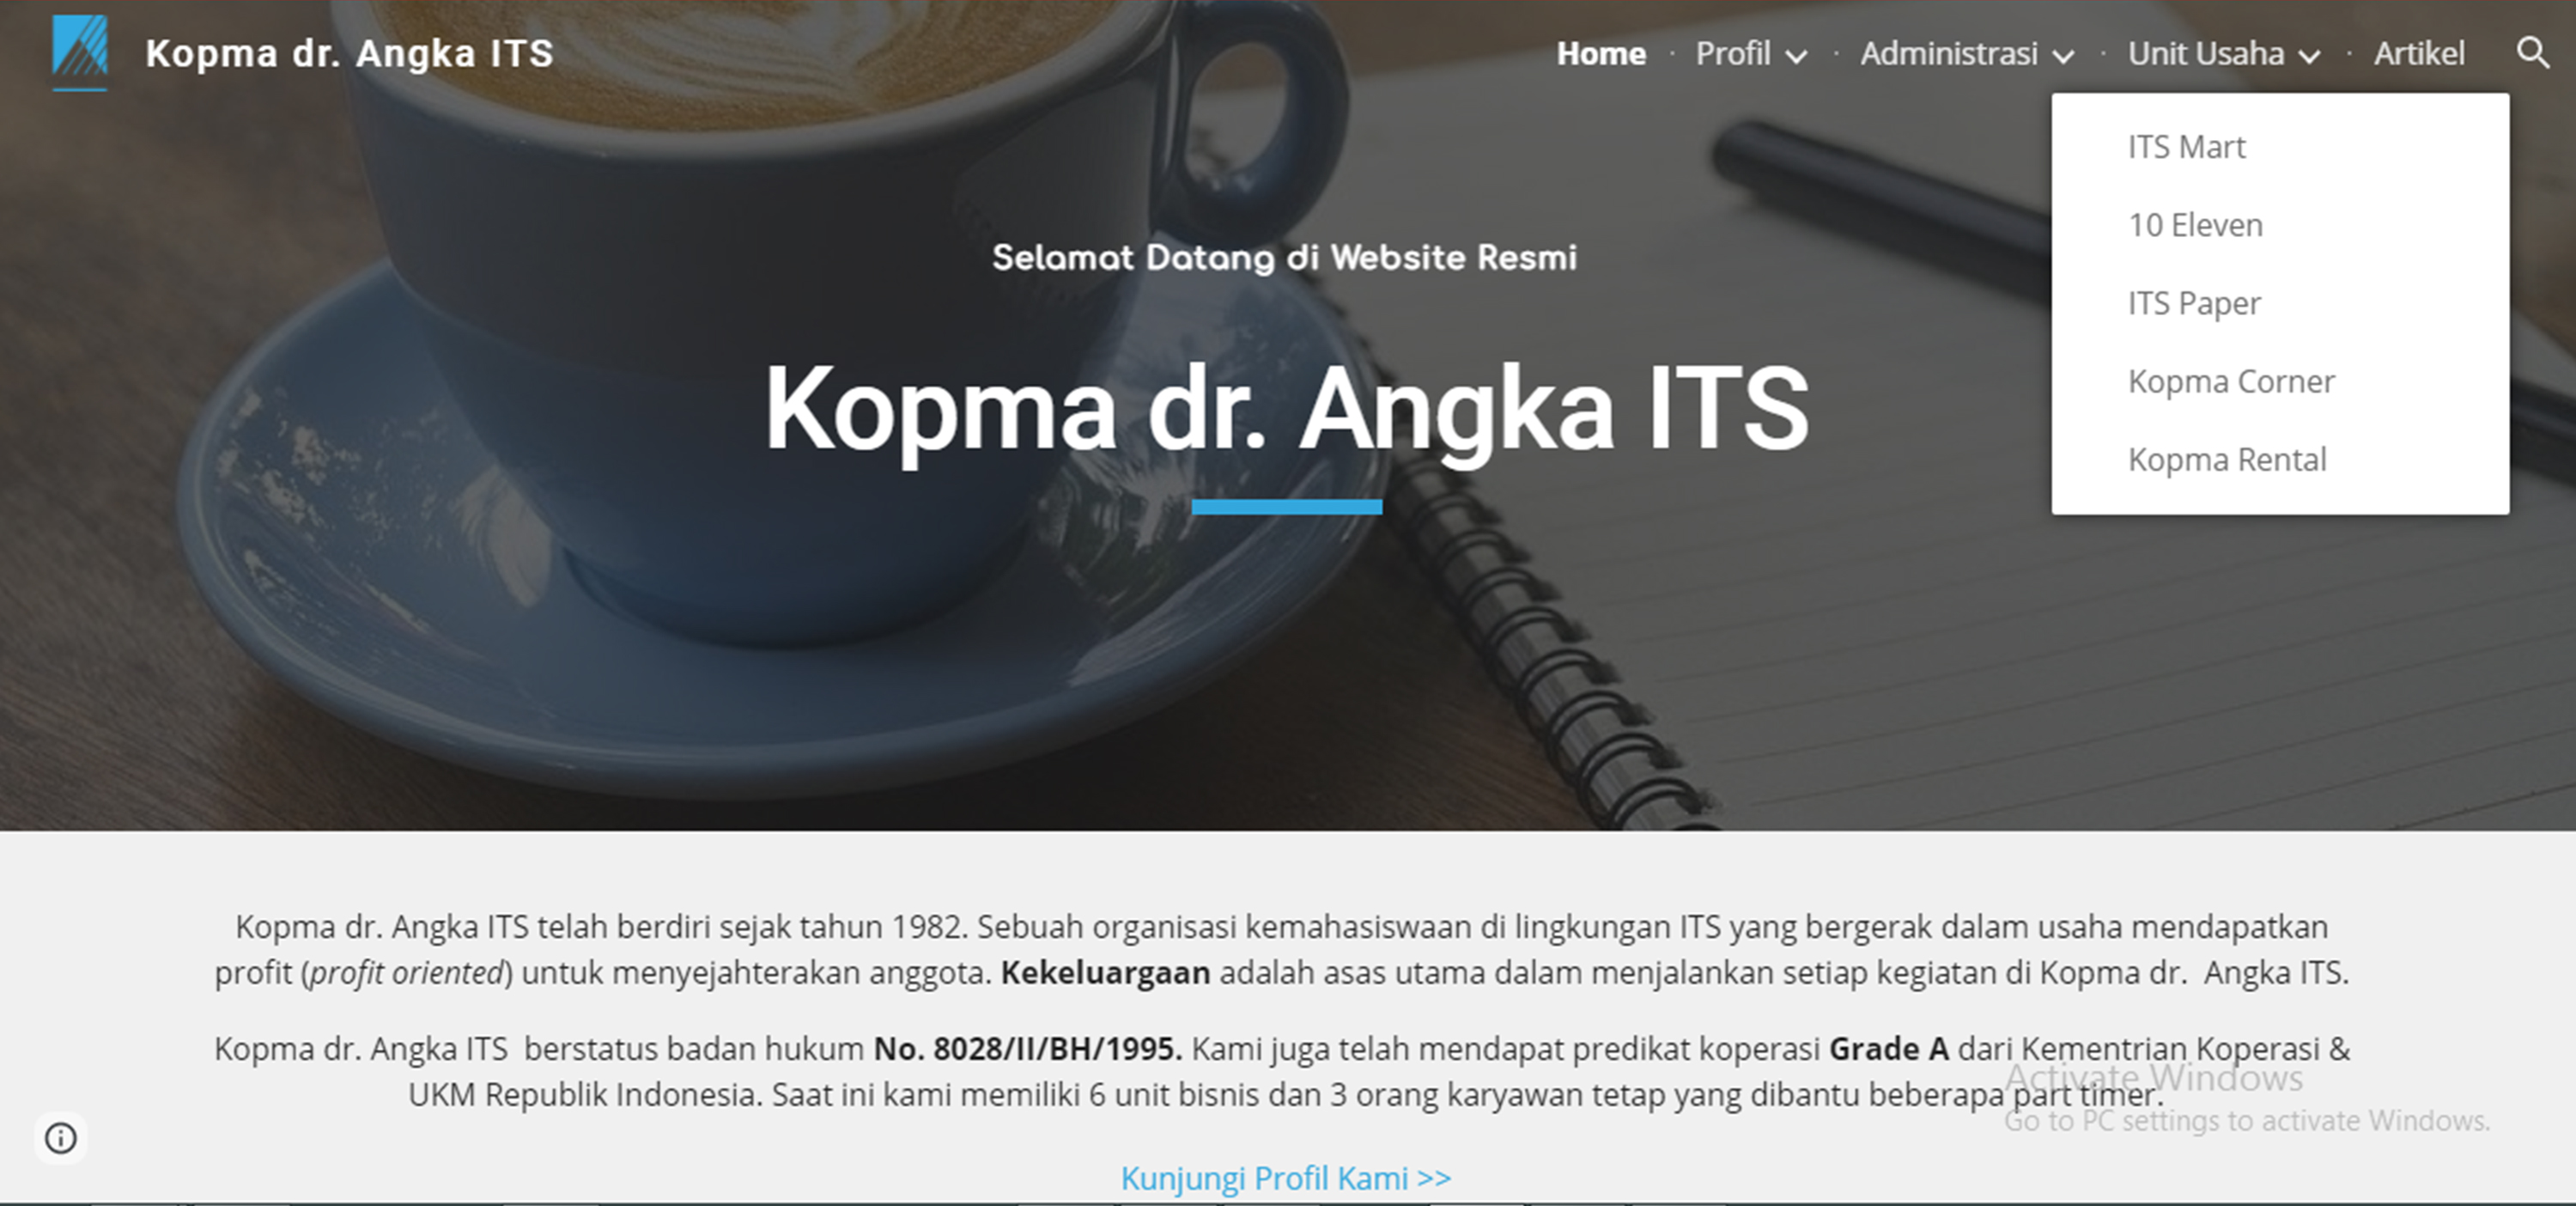 Kopma dr. Angka ITS
Home · Profil · Administrasi · Unit Usaha · Artikel
ITS Mart
10 Eleven
ITS Paper
Kopma Corner
Kopma Rental
Selamat Datang di Website Resmi
Kopma dr. Angka ITS
Kopma dr. Angka ITS telah berdiri sejak tahun 1982. Sebuah organisasi kemahasiswaan di lingkungan ITS yang bergerak dalam usaha mendapatkan
profit (profit oriented) untuk menyejahterakan anggota. Kekeluargaan adalah asas utama dalam menjalankan setiap kegiatan di Kopma dr. Angka ITS.
Kopma dr. Angka ITS berstatus badan hukum No. 8028/II/BH/1995. Kami juga telah mendapat predikat koperasi Grade A dari Kementrian Koperasi &
UKM Republik Indonesia. Saat ini kami memiliki 6 unit bisnis dan 3 orang karyawan tetap yang dibantu beberapa part timer.
Activate Windows
Go to PC settings to activate Windows.
Kunjungi Profil Kami >>